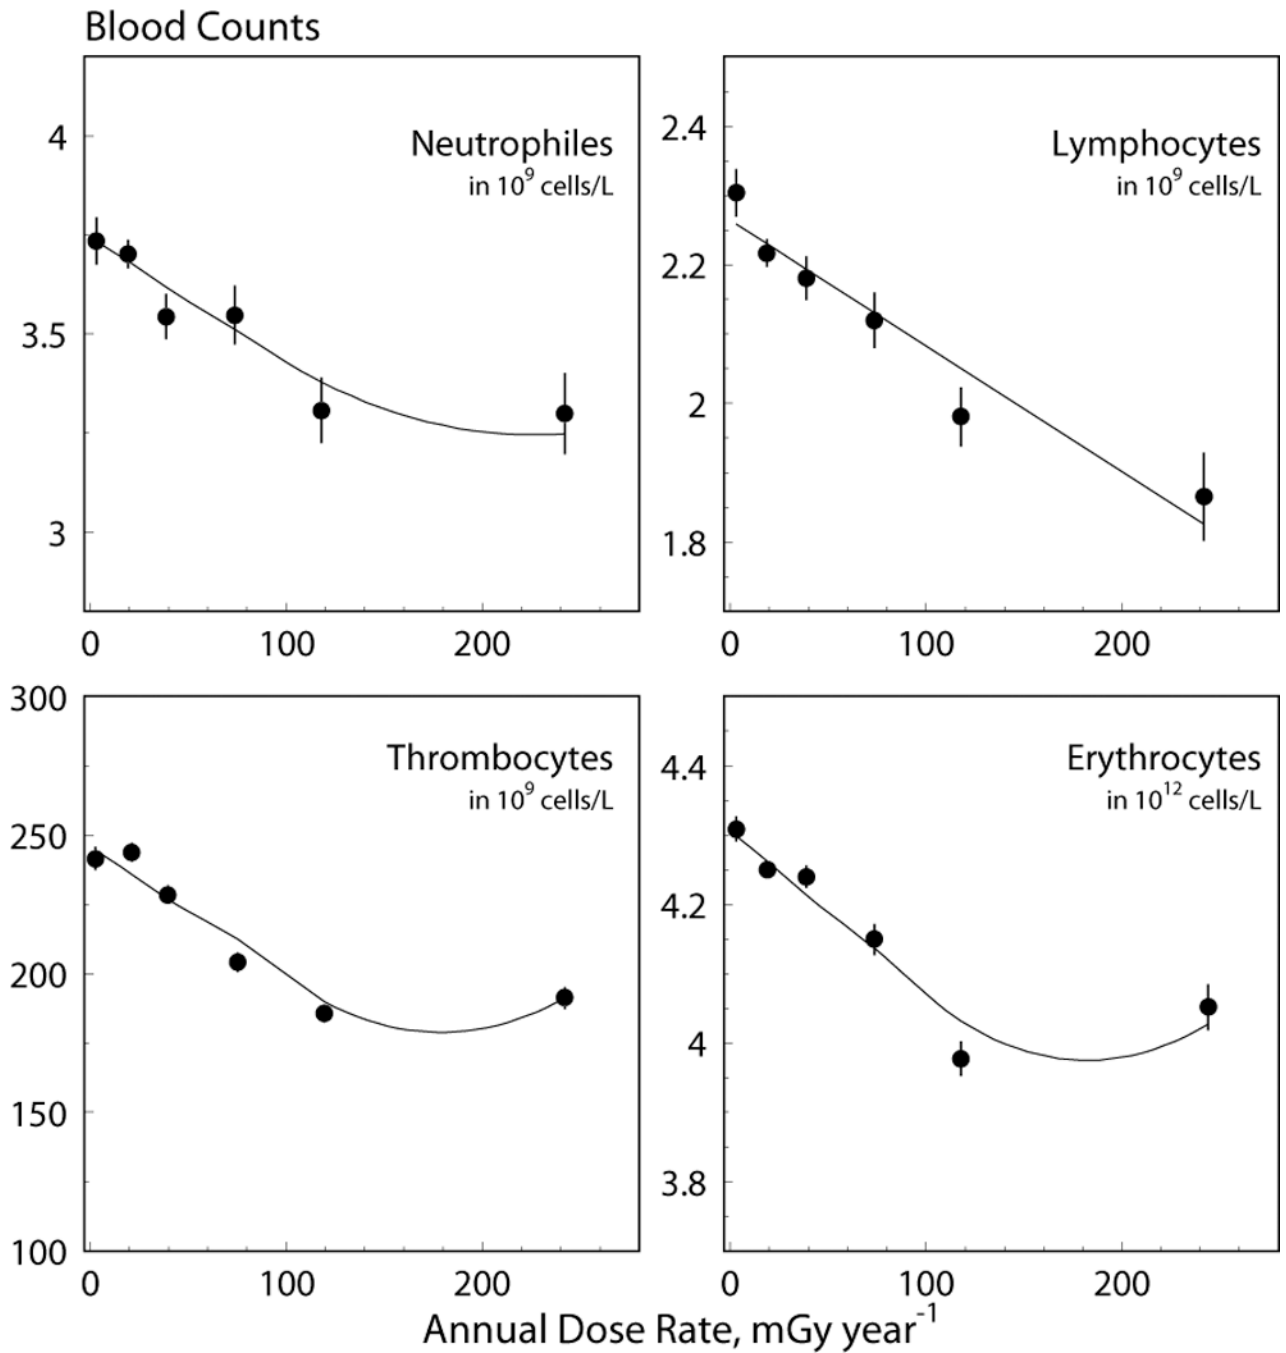 Blood Counts
Neutrophiles
in 10⁹ cells/L
4
3.5
3
0 100 200
Lymphocytes
in 10⁹ cells/L
2.4
2.2
2
1.8
0 100 200
Thrombocytes
in 10⁹ cells/L
300
250
200
150
100
0 100 200
Erythrocytes
in 10¹² cells/L
4.4
4.2
4
3.8
0 100 200
Annual Dose Rate, mGy year⁻¹